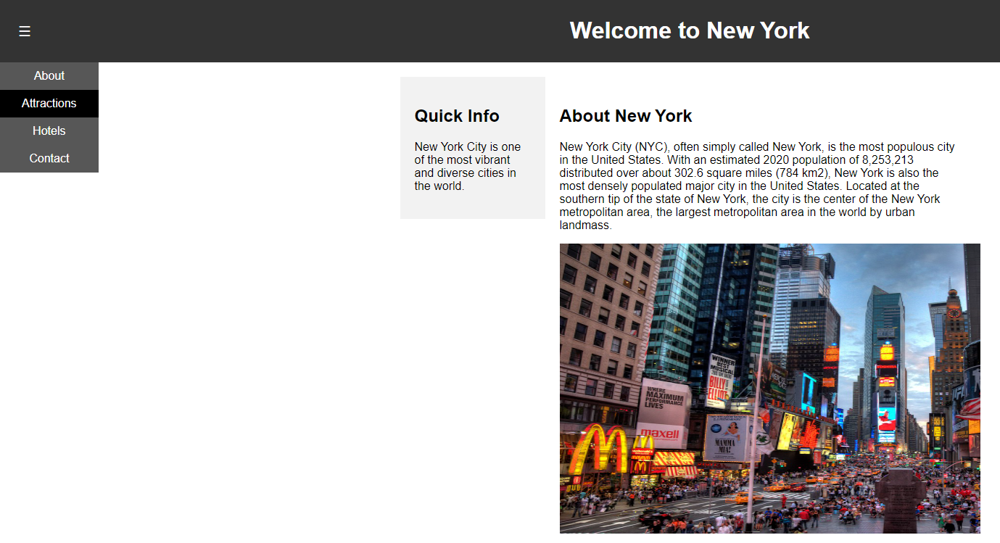 ☰
Welcome to New York
About
Attractions
Hotels
Contact
Quick Info
New York City is one
of the most vibrant
and diverse cities in
the world.
About New York
New York City (NYC), often simply called New York, is the most populous city
in the United States. With an estimated 2020 population of 8,253,213
distributed over about 302.6 square miles (784 km2), New York is also the
most densely populated major city in the United States. Located at the
southern tip of the state of New York, the city is the center of the New York
metropolitan area, the largest metropolitan area in the world by urban
landmass.
WINNER
BEST
MUSICAL
BILLY
ELLIOT
WHERE
MAXIMUM
PERFORMANCE
LIVES
maxell
MAMMA
MIA!
McDonald's